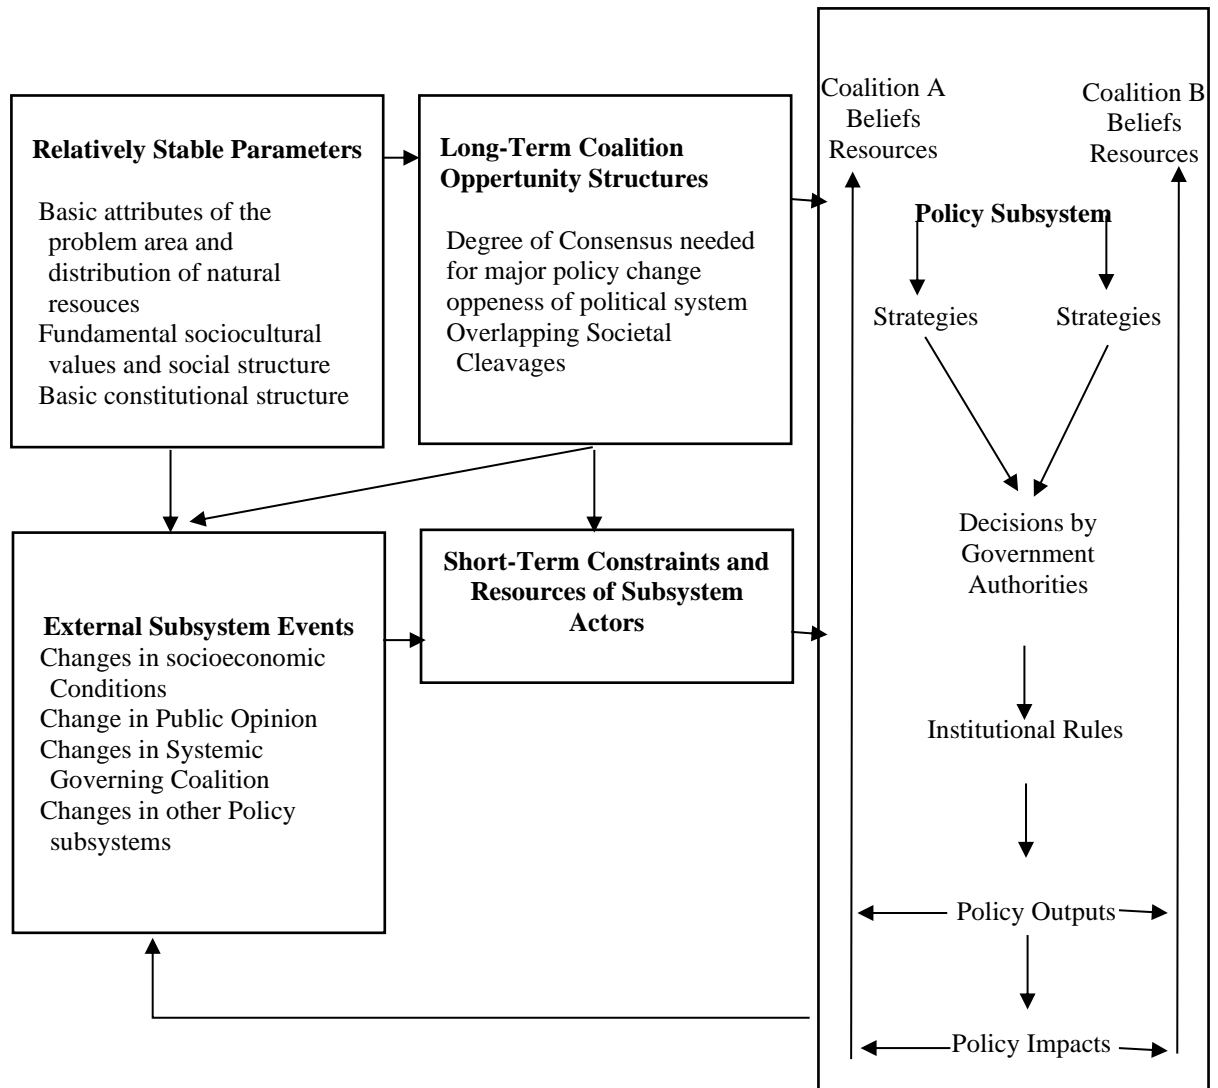 Relatively Stable Parameters
Basic attributes of the
problem area and
distribution of natural
resouces
Fundamental sociocultural
values and social structure
Basic constitutional structure
Long-Term Coalition
Oppertunity Structures
Degree of Consensus needed
for major policy change
oppeness of political system
Overlapping Societal
Cleavages
External Subsystem Events
Changes in socioeconomic
Conditions
Change in Public Opinion
Changes in Systemic
Governing Coalition
Changes in other Policy
subsystems
Short-Term Constraints and
Resources of Subsystem
Actors
Coalition A
Beliefs
Resources
Coalition B
Beliefs
Resources
Policy Subsystem
Strategies
Strategies
Decisions by
Government
Authorities
Institutional Rules
Policy Outputs
Policy Impacts